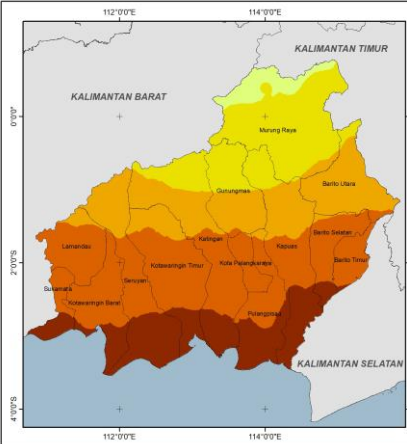 112°0'0"E 114°0'0"E
KALIMANTAN TIMUR
KALIMANTAN BARAT
0°0'0"
Murung Raya
Barito Utara
Gunungmas
Lamandau
Katingan
Kapuas
Barito Selatan
2°0'0"S
Kotawaringin Timur
Kota Palangkaraya
Barito Timur
Seruyan
Sukamara
Kotawaringin Barat
Pulangpisau
KALIMANTAN SELATAN
4°0'0"S
112°0'0"E 114°0'0"E